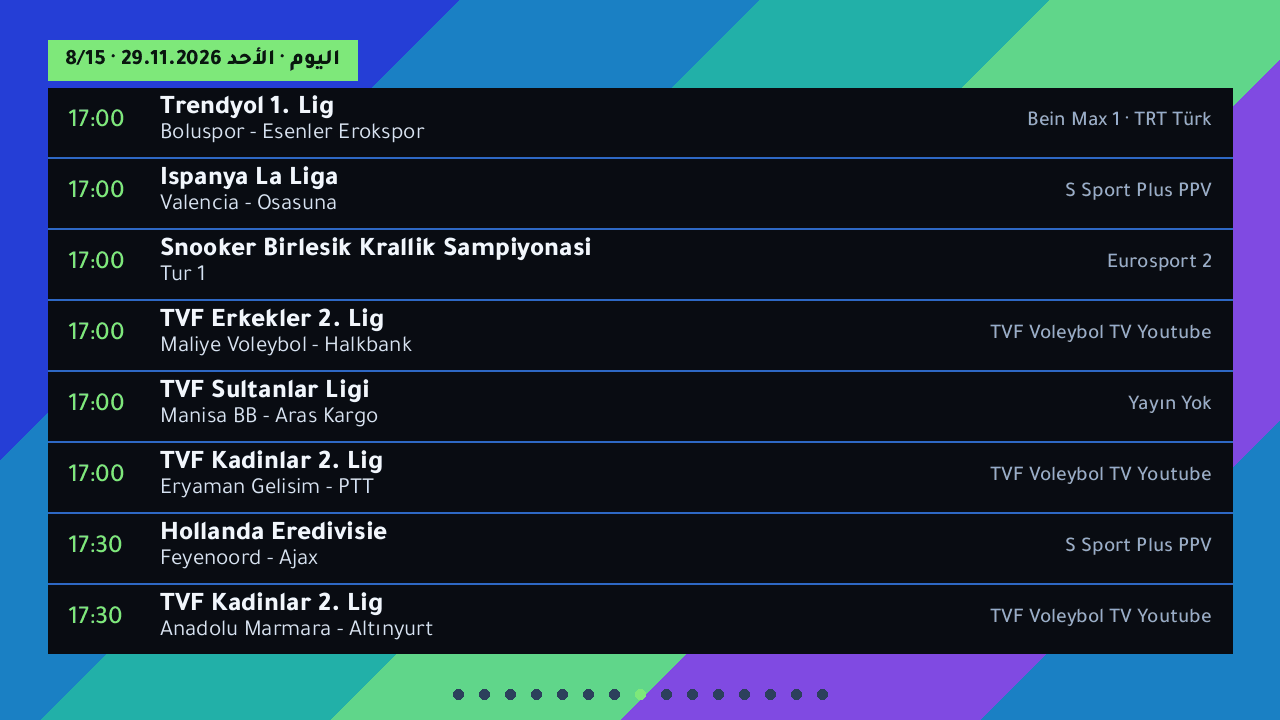 اليوم · الأحد 29.11.2026 · 8/15
17:00
Trendyol 1. Lig
Boluspor - Esenler Erokspor
Bein Max 1 · TRT Türk
17:00
Ispanya La Liga
Valencia - Osasuna
S Sport Plus PPV
17:00
Snooker Birlesik Krallik Sampiyonasi
Tur 1
Eurosport 2
17:00
TVF Erkekler 2. Lig
Maliye Voleybol - Halkbank
TVF Voleybol TV Youtube
17:00
TVF Sultanlar Ligi
Manisa BB - Aras Kargo
Yayın Yok
17:00
TVF Kadinlar 2. Lig
Eryaman Gelisim - PTT
TVF Voleybol TV Youtube
17:30
Hollanda Eredivisie
Feyenoord - Ajax
S Sport Plus PPV
17:30
TVF Kadinlar 2. Lig
Anadolu Marmara - Altınyurt
TVF Voleybol TV Youtube